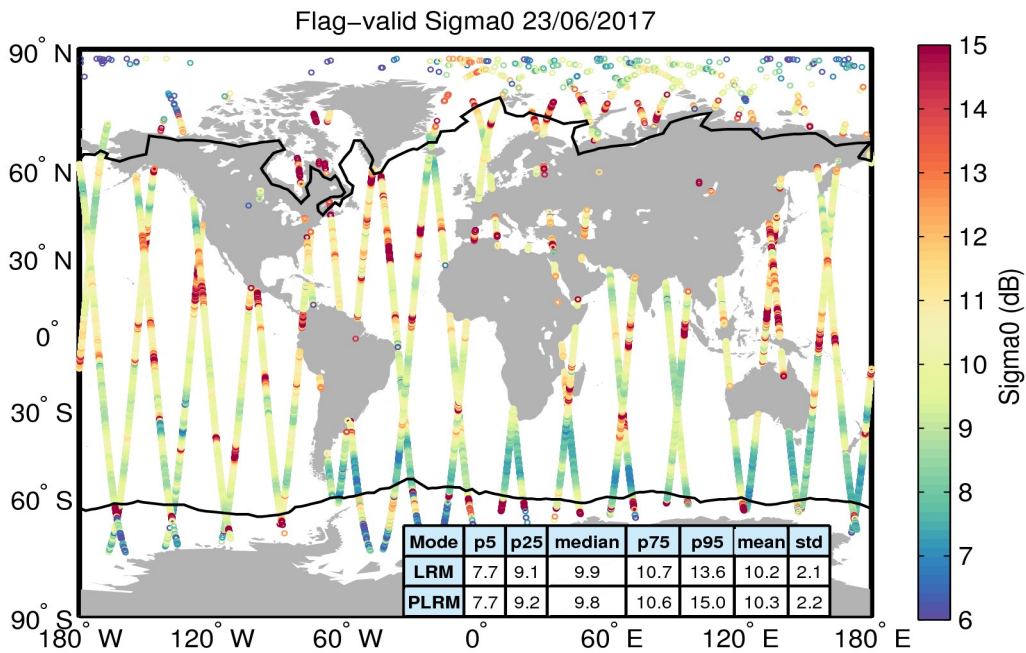 Flag−valid Sigma0 23/06/2017
90° N
60° N
30° N
0°
30° S
60° S
90° S
180° W
120° W
60° W
0°
60° E
120° E
180° E
15
14
13
12
11
10
9
8
7
6
Sigma0 (dB)
Mode p5 p25 median p75 p95 mean std
LRM 7.7 9.1 9.9 10.7 13.6 10.2 2.1
PLRM 7.7 9.2 9.8 10.6 15.0 10.3 2.2